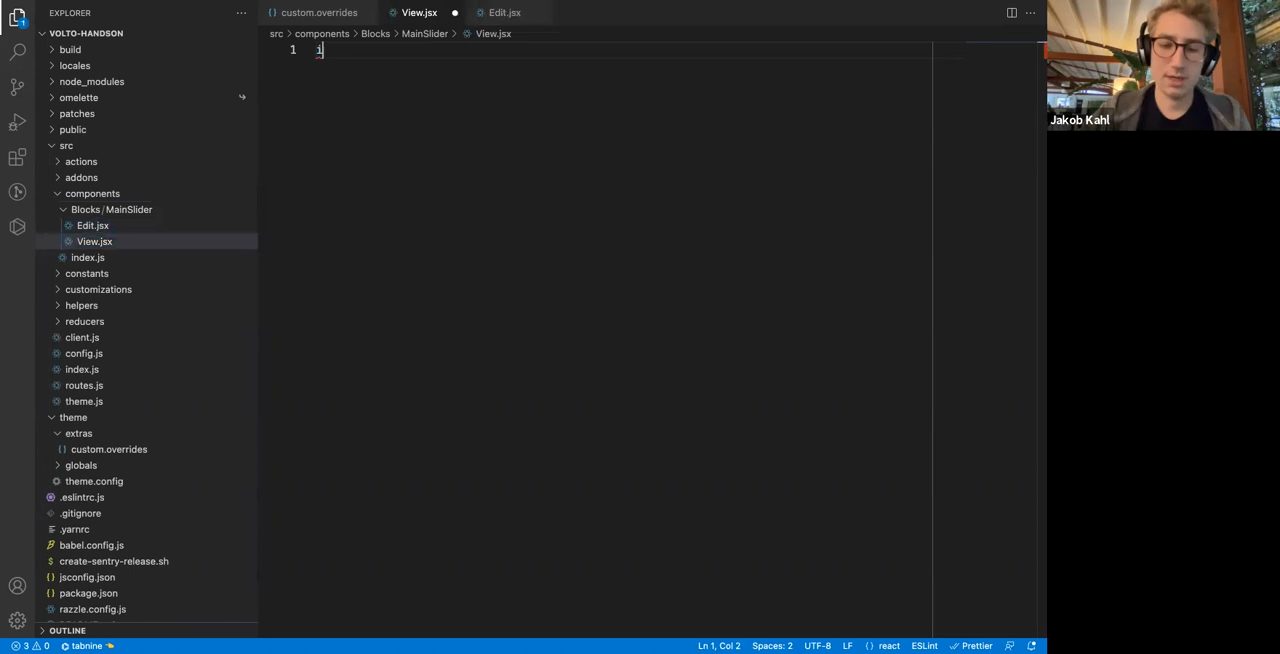 EXPLORER
custom.overrides
View.jsx
Edit.jsx
VOLTO-HANDSON
src components Blocks MainSlider View.jsx
build
1 i
locales
node_modules
omelette
patches
public
src
actions
addons
components
Blocks / MainSlider
Edit.jsx
View.jsx
index.js
constants
customizations
helpers
reducers
client.js
config.js
index.js
routes.js
theme.js
theme
extras
custom.overrides
globals
theme.config
.eslintrc.js
.gitignore
.yarnrc
babel.config.js
create-sentry-release.sh
jsconfig.json
package.json
razzle.config.js
OUTLINE
3 0 tabnine Ln 1, Col 2 Spaces: 2 UTF-8 LF react ESLint Prettier
1
Jakob Kahl